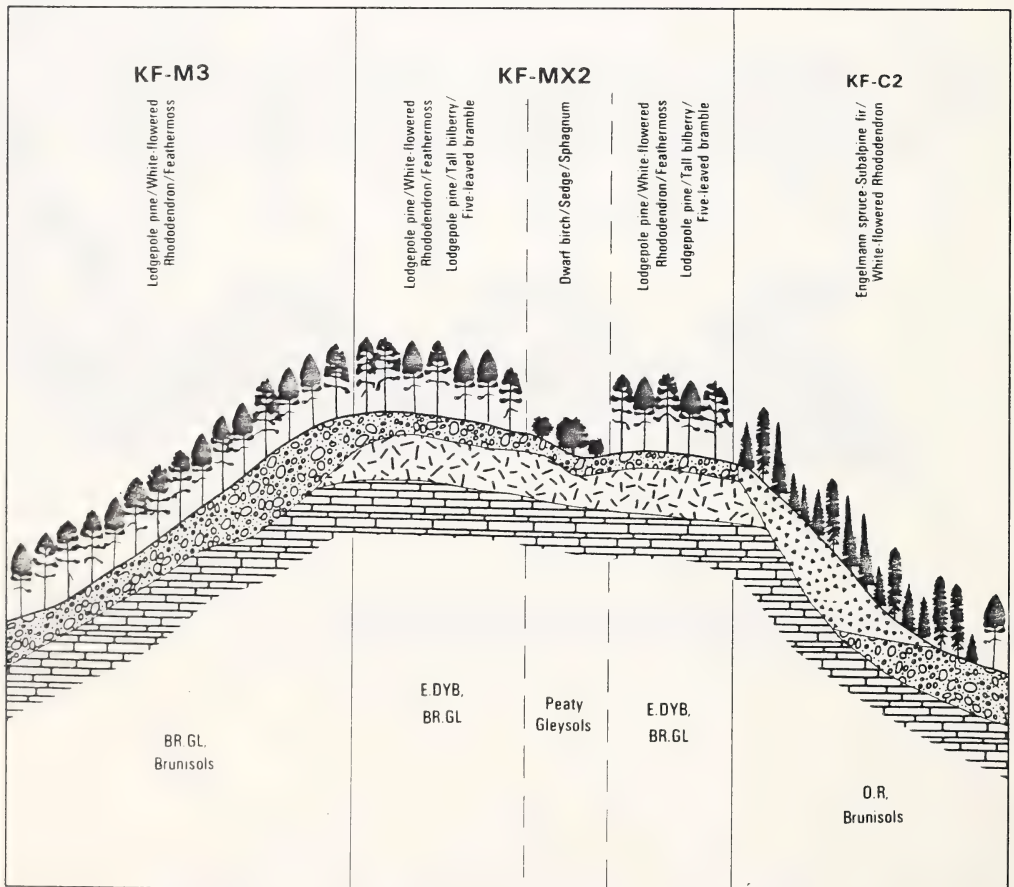 KF-M3
Lodgepole pine/White-flowered
Rhododendron/Feathermoss
KF-MX2
Lodgepole pine/White-flowered
Rhododendron/Feathermoss
Lodgepole pine/Tall bilberry/
Five-leaved bramble
Dwarf birch/Sedge/Sphagnum
Lodgepole pine/White-flowered
Rhododendron/Feathermoss
Lodgepole pine/Tall bilberry/
Five-leaved bramble
KF-C2
Engelmann spruce-Subalpine fir/
White-flowered Rhododendron
BR.GL,
Brunisols
E.DYB,
BR.GL
Peaty
Gleysols
E.DYB,
BR.GL
O.R,
Brunisols